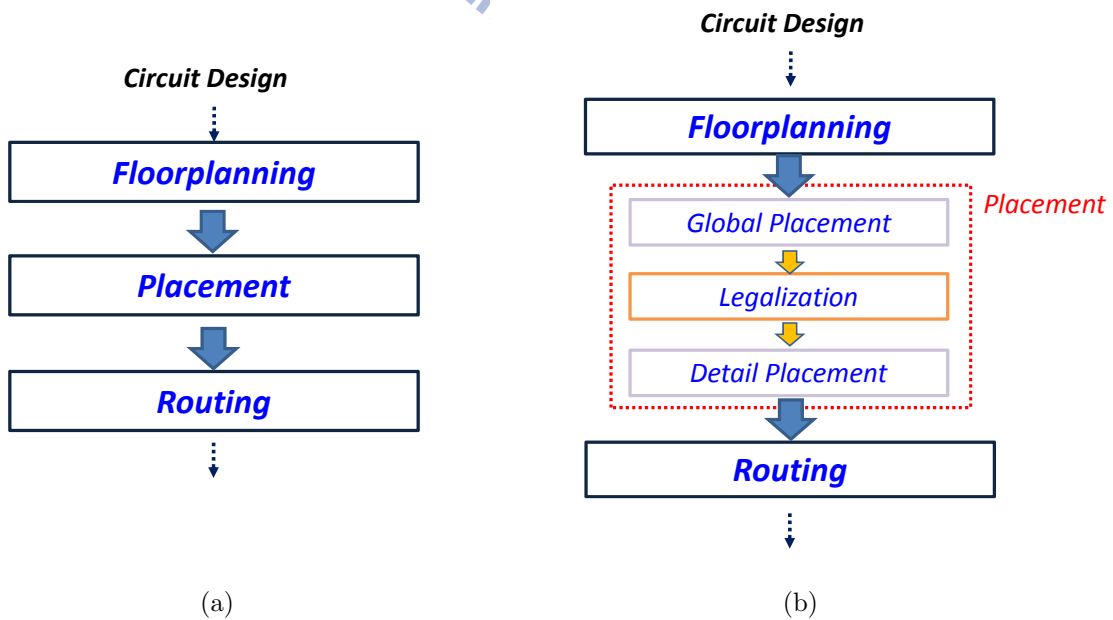 Circuit Design
Floorplanning
Placement
Routing
(a)
Circuit Design
Floorplanning
Placement
Global Placement
Legalization
Detail Placement
Routing
(b)